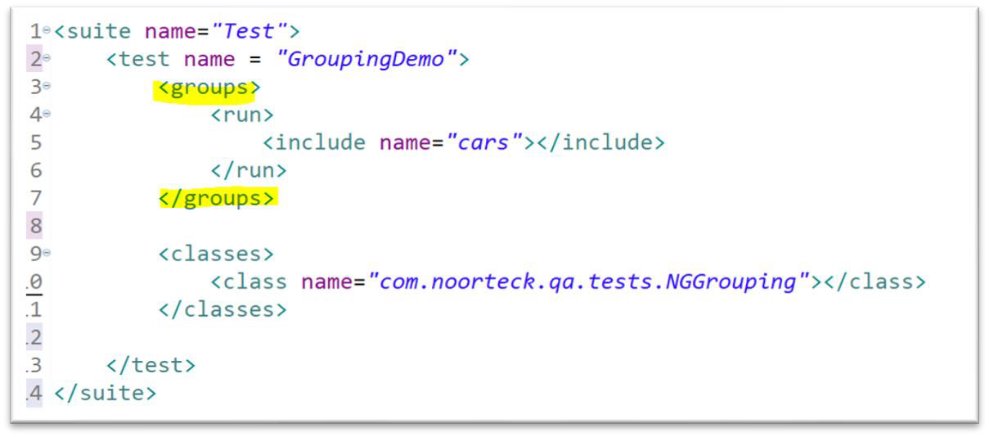 1 <suite name="Test">
2 <test name = "GroupingDemo">
3 <groups>
4 <run>
5 <include name="cars"></include>
6 </run>
7 </groups>
8
9 <classes>
.0 <class name="com.noorteck.qa.tests.NGGrouping"></class>
.1 </classes>
.2
.3 </test>
.4 </suite>